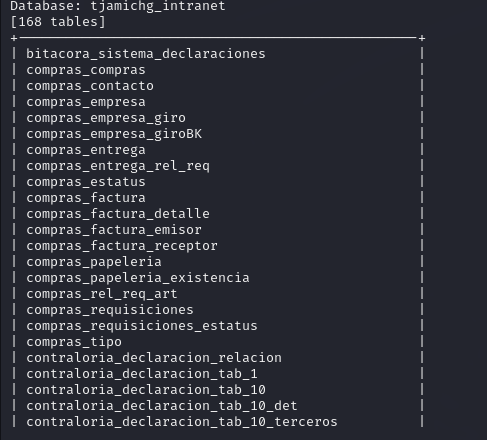 Database: tjamichg_intranet
[168 tables]
+--------------------------------------------------+
| bitacora_sistema_declaraciones                   |
| compras_compras                                  |
| compras_contacto                                 |
| compras_empresa                                  |
| compras_empresa_giro                             |
| compras_empresa_giroBK                           |
| compras_entrega                                  |
| compras_entrega_rel_req                          |
| compras_estatus                                  |
| compras_factura                                  |
| compras_factura_detalle                          |
| compras_factura_emisor                           |
| compras_factura_receptor                         |
| compras_papeleria                                |
| compras_papeleria_existencia                     |
| compras_rel_req_art                              |
| compras_requisiciones                            |
| compras_requisiciones_estatus                    |
| compras_tipo                                     |
| contraloria_declaracion_relacion                 |
| contraloria_declaracion_tab_1                    |
| contraloria_declaracion_tab_10                   |
| contraloria_declaracion_tab_10_det               |
| contraloria_declaracion_tab_10_terceros          |